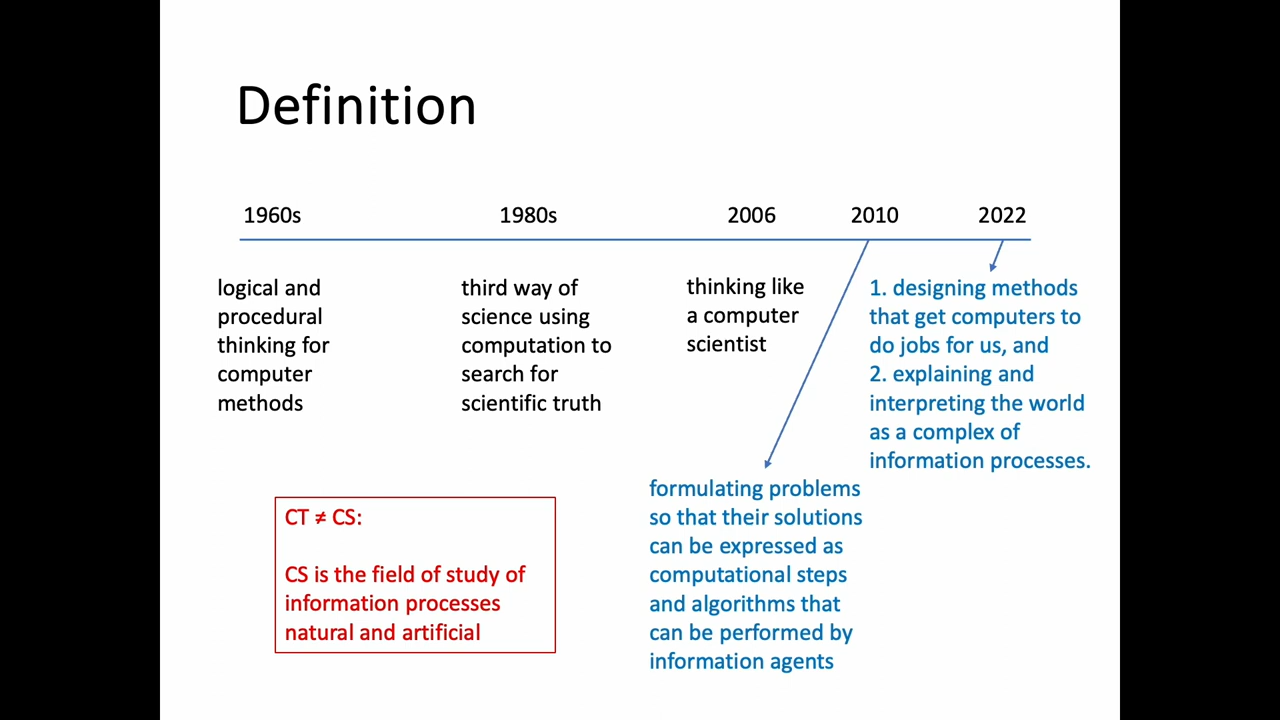 Definition
1960s
1980s
2006
2010
2022
logical and
procedural
thinking for
computer
methods
third way of
science using
computation to
search for
scientific truth
thinking like
a computer
scientist
1. designing methods
that get computers to
do jobs for us, and
2. explaining and
interpreting the world
as a complex of
information processes.
formulating problems
so that their solutions
can be expressed as
computational steps
and algorithms that
can be performed by
information agents
CT ≠ CS:
CS is the field of study of
information processes
natural and artificial